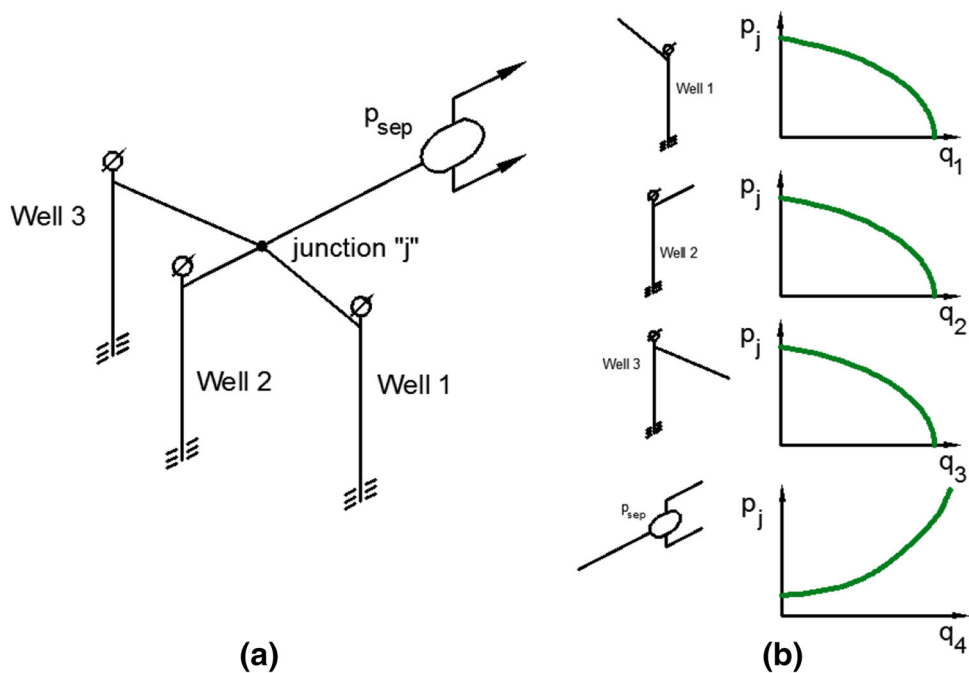 p_sep
Well 3
junction "j"
Well 2
Well 1
(a)
Well 1
p_j
q_1
Well 2
p_j
q_2
Well 3
p_j
q_3
p_sep
p_j
q_4
(b)